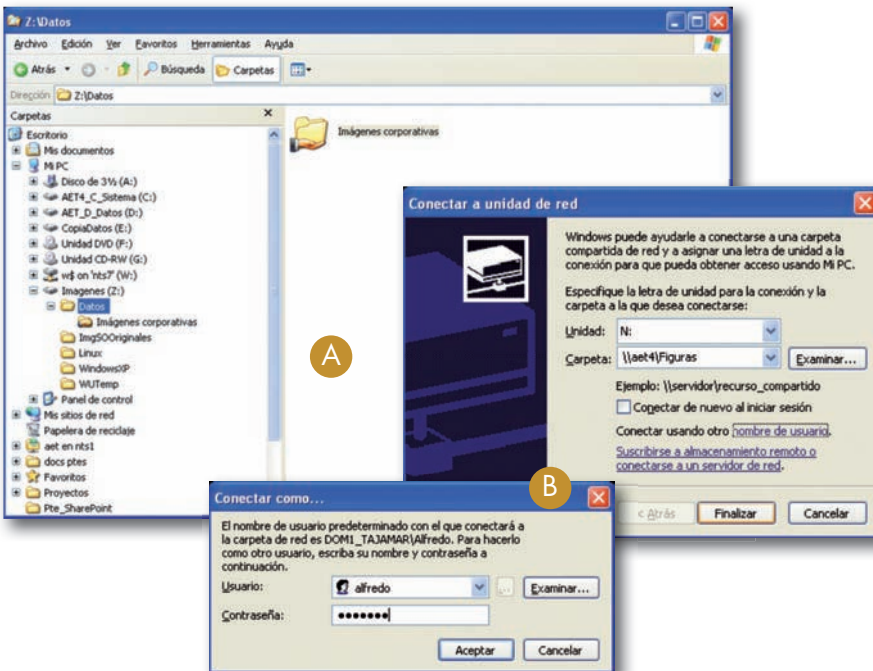 Z:\Datos
Archivo Edición Ver Favoritos Herramientas Ayuda
Atrás Búsqueda Carpetas
Dirección Z:\Datos
Carpetas
Escritorio
Mis documentos
Mi PC
Disco de 3½ (A:)
AET4_C_Sistema (C:)
AET_D_Datos (D:)
CopiaDatos (E:)
Unidad DVD (F:)
Unidad CD-RW (G:)
w$ on 'nts7' (W:)
Imagenes (Z:)
Datos
Imágenes corporativas
ImgSOOriginales
Linux
WindowsXP
WUTemp
Panel de control
Mis sitios de red
Papelera de reciclaje
aet en nts1
docs ptes
Favoritos
Proyectos
Pte_SharePoint
Imágenes corporativas
A
Conectar a unidad de red
Windows puede ayudarle a conectarse a una carpeta
compartida de red y a asignar una letra de unidad a la
conexión para que pueda obtener acceso usando Mi PC.
Especifique la letra de unidad para la conexión y la
carpeta a la que desea conectarse:
Unidad: N:
Carpeta: \\aet4\Figuras Examinar...
Ejemplo: \\servidor\recurso_compartido
Conectar de nuevo al iniciar sesión
Conectar usando otro nombre de usuario.
Suscribirse a almacenamiento remoto o
conectarse a un servidor de red.
< Atrás Finalizar Cancelar
B
Conectar como...
El nombre de usuario predeterminado con el que conectará a
la carpeta de red es DOM1_TAJAMAR\Alfredo. Para hacerlo
como otro usuario, escriba su nombre y contraseña a
continuación.
Usuario: alfredo ... Examinar...
Contraseña: •••••••
Aceptar Cancelar